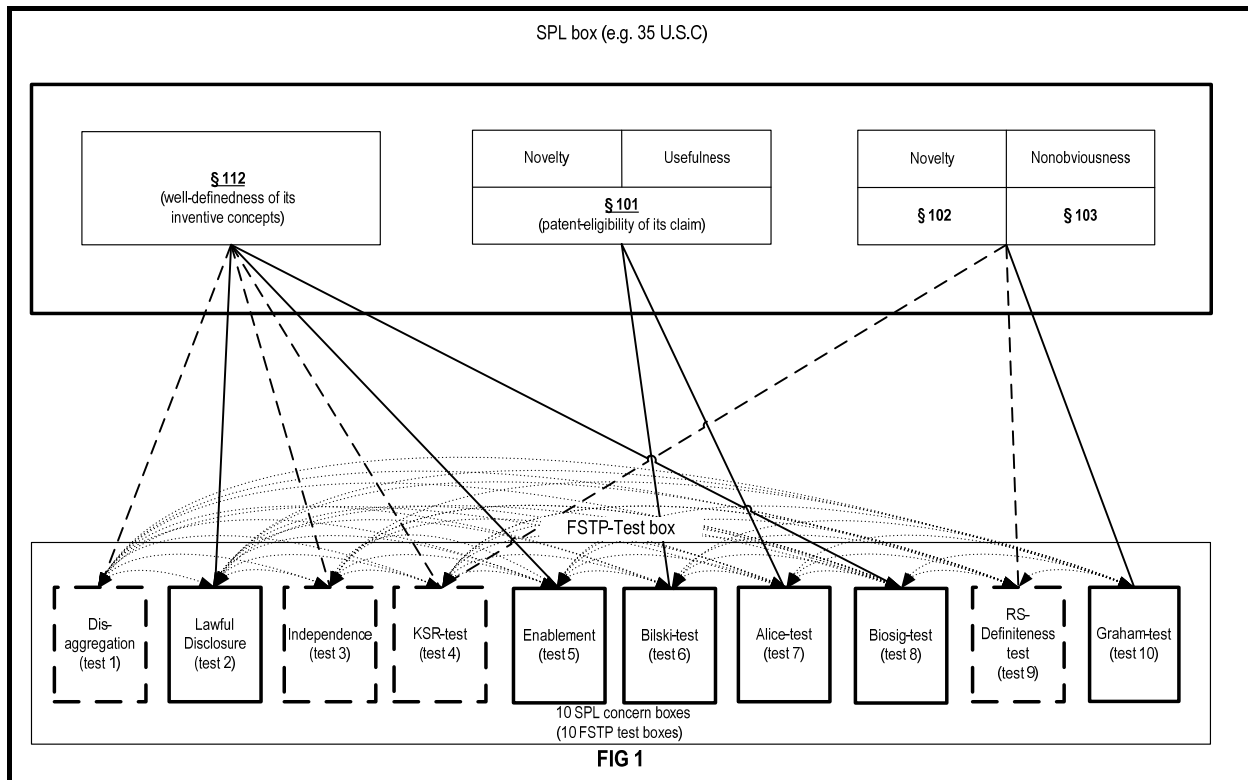 SPL box (e.g. 35 U.S.C)
§ 112
(well-definedness of its
inventive concepts)
Novelty
Usefulness
§ 101
(patent-eligibility of its claim)
Novelty
Nonobviousness
§ 102
§ 103
FSTP-Test box
Dis-
aggregation
(test 1)
Lawful
Disclosure
(test 2)
Independence
(test 3)
KSR-test
(test 4)
Enablement
(test 5)
Bilski-test
(test 6)
Alice-test
(test 7)
Biosig-test
(test 8)
RS-
Definiteness
test
(test 9)
Graham-test
(test 10)
10 SPL concern boxes
(10 FSTP test boxes)
FIG 1